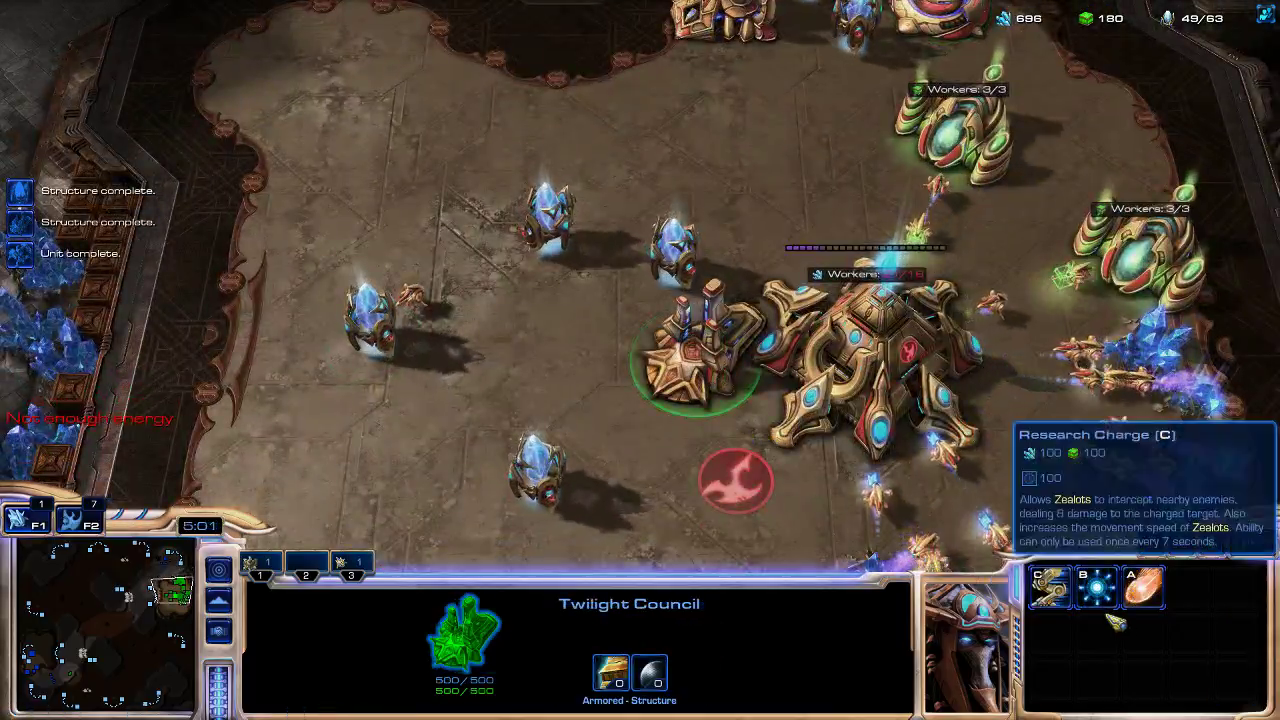 696 180 49/63
Workers: 3/3
Structure complete.
Workers: 3/3
Structure complete.
Unit complete.
Workers: /16
Not enough energy
Research Charge (C)
100 100
100
Allows Zealots to intercept nearby enemies,
dealing 8 damage to the charged target. Also
increases the movement speed of Zealots. Ability
can only be used once every 7 seconds.
1 7
F1 F2
5:01
1 1
1 2 3
C B A
Twilight Council
500/500
500/500
0 0
Armored - Structure